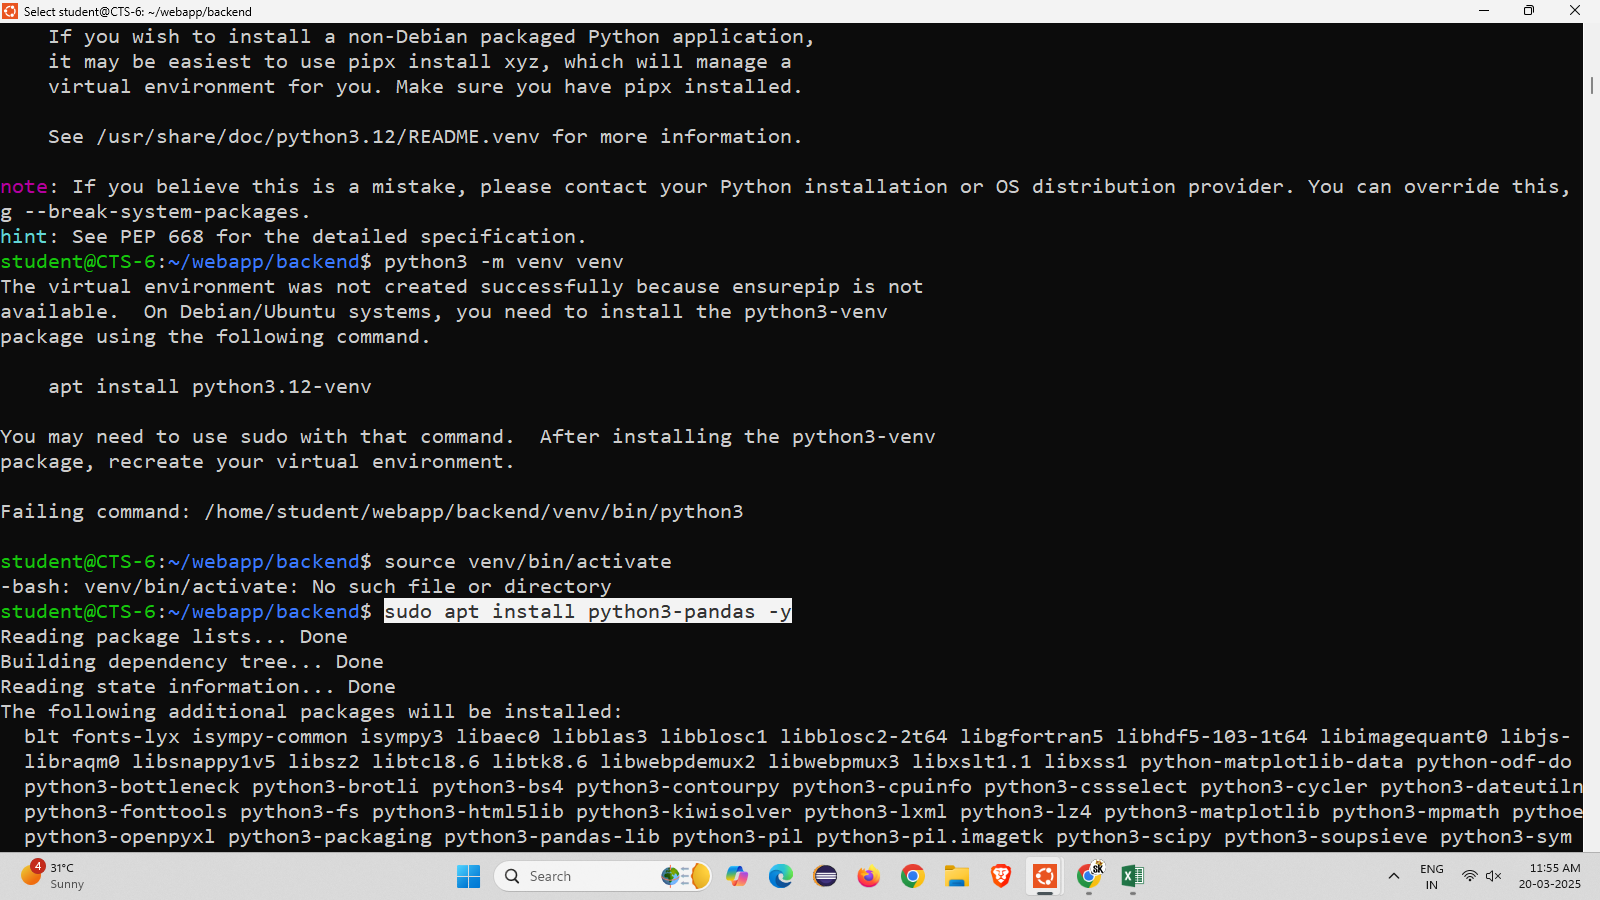 Select student@CTS-6: ~/webapp/backend
If you wish to install a non-Debian packaged Python application,
it may be easiest to use pipx install xyz, which will manage a
virtual environment for you. Make sure you have pipx installed.
See /usr/share/doc/python3.12/README.venv for more information.
note: If you believe this is a mistake, please contact your Python installation or OS distribution provider. You can override this,
g --break-system-packages.
hint: See PEP 668 for the detailed specification.
student@CTS-6:~/webapp/backend$ python3 -m venv venv
The virtual environment was not created successfully because ensurepip is not
available.  On Debian/Ubuntu systems, you need to install the python3-venv
package using the following command.
apt install python3.12-venv
You may need to use sudo with that command.  After installing the python3-venv
package, recreate your virtual environment.
Failing command: /home/student/webapp/backend/venv/bin/python3
student@CTS-6:~/webapp/backend$ source venv/bin/activate
-bash: venv/bin/activate: No such file or directory
student@CTS-6:~/webapp/backend$ sudo apt install python3-pandas -y
Reading package lists... Done
Building dependency tree... Done
Reading state information... Done
The following additional packages will be installed:
blt fonts-lyx isympy-common isympy3 libaec0 libblas3 libblosc1 libblosc2-2t64 libgfortran5 libhdf5-103-1t64 libimagequant0 libjs-
libraqm0 libsnappy1v5 libsz2 libtcl8.6 libtk8.6 libwebpdemux2 libwebpmux3 libxslt1.1 libxss1 python-matplotlib-data python-odf-do
python3-bottleneck python3-brotli python3-bs4 python3-contourpy python3-cpuinfo python3-cssselect python3-cycler python3-dateutiln
python3-fonttools python3-fs python3-html5lib python3-kiwisolver python3-lxml python3-lz4 python3-matplotlib python3-mpmath pythoe
python3-openpyxl python3-packaging python3-pandas-lib python3-pil python3-pil.imagetk python3-scipy python3-soupsieve python3-sym
4
31°C
Sunny
Search
SK
ENG
IN
11:55 AM
20-03-2025